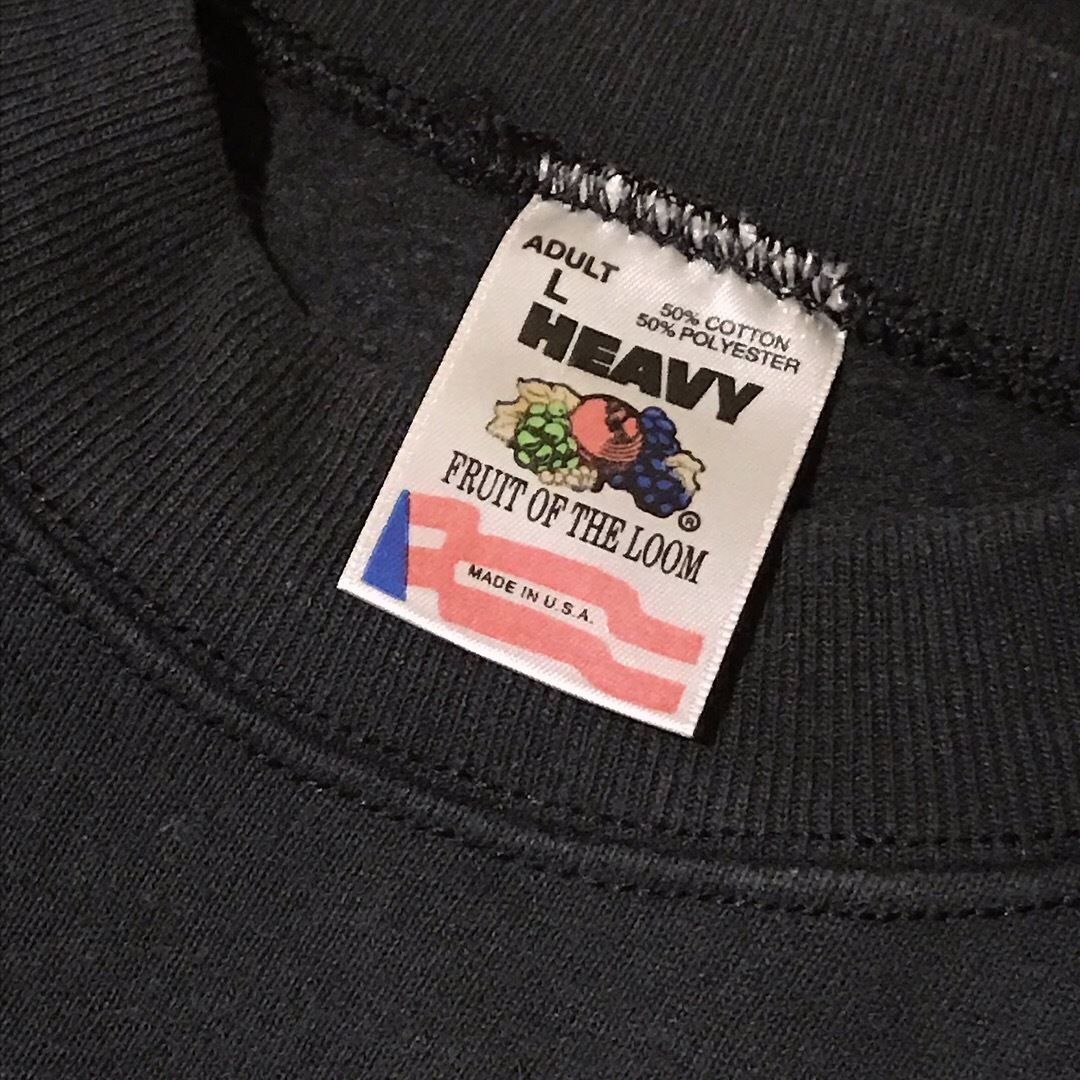 ADULT
L
50% COTTON
50% POLYESTER
HEAVY
FRUIT OF THE LOOM
®
MADE IN U.S.A.